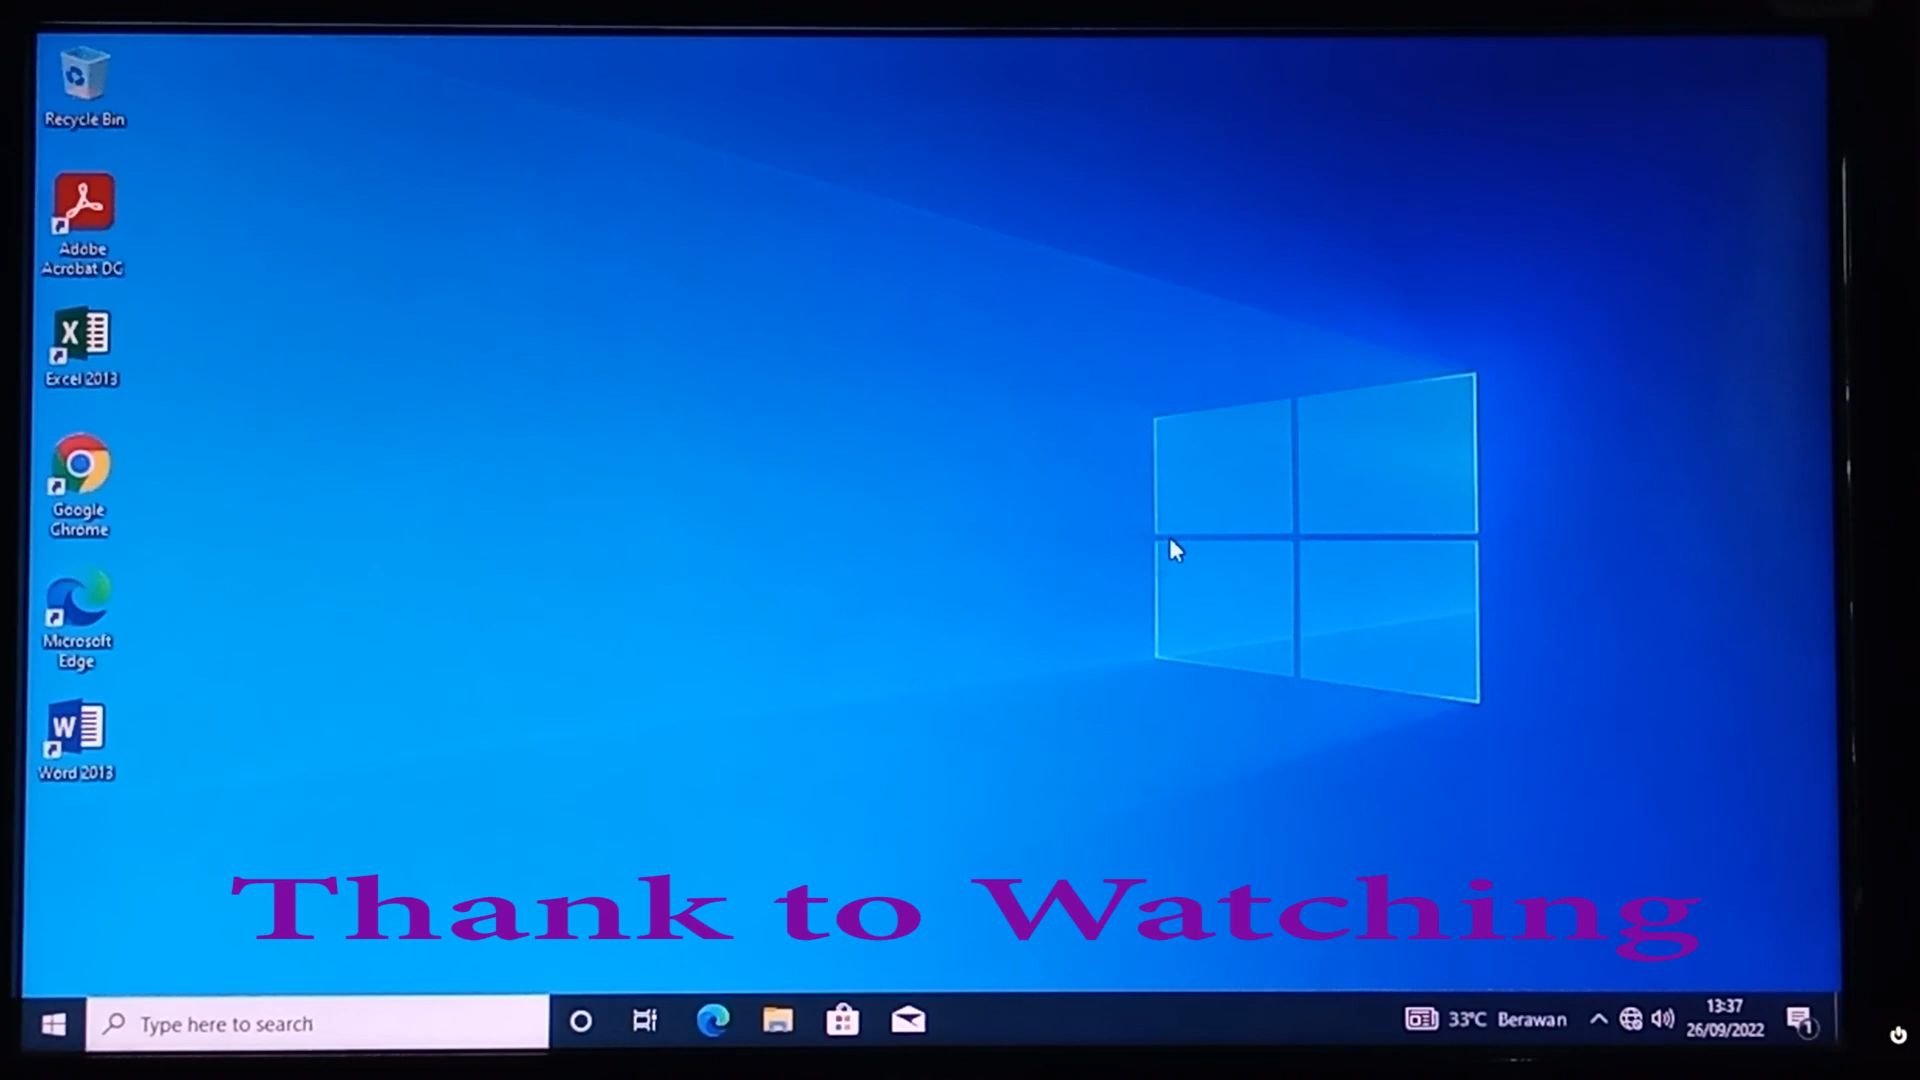 Recycle Bin
Adobe
Acrobat DC
Excel 2013
Google
Chrome
Microsoft
Edge
Word 2013
Thank to Watching
Type here to search
33°C Berawan
13:37
26/09/2022
1